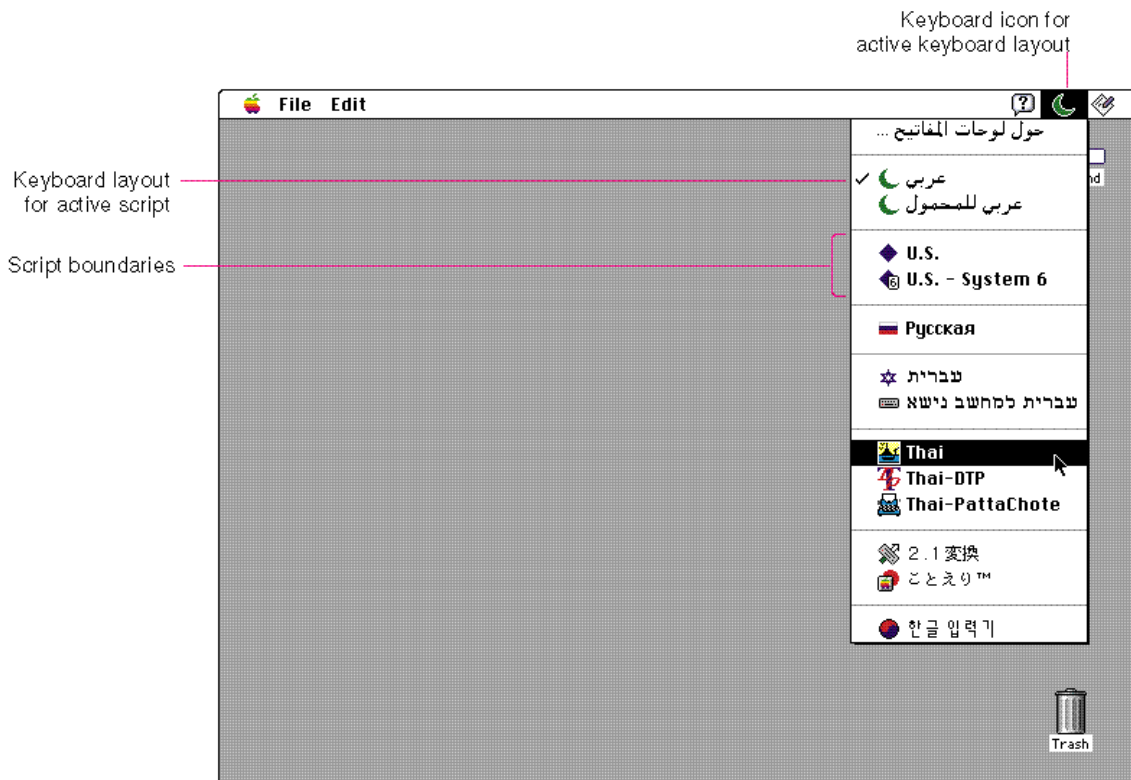 Keyboard icon for
active keyboard layout
File Edit
حول لوحات المفاتيح ...
Keyboard layout
for active script
عربي
nd
عربي للمحمول
Script boundaries
U.S.
6 U.S. - System 6
Русская
עברית
עברית למחשב נישא
Thai
Thai-DTP
Thai-PattaChote
2.1変換
ことえり™
한글 입력기
Trash